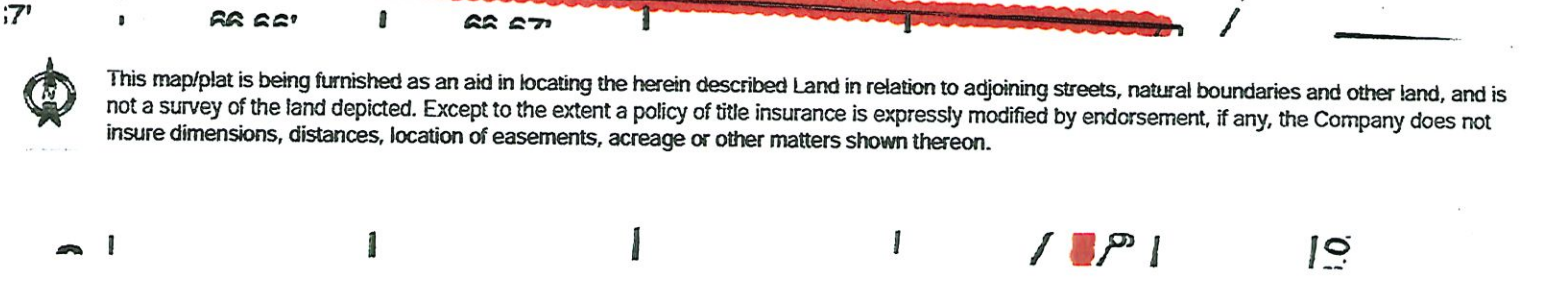 This map/plat is being furnished as an aid in locating the herein described Land in relation to adjoining streets, natural boundaries and other land, and is
not a survey of the land depicted. Except to the extent a policy of title insurance is expressly modified by endorsement, if any, the Company does not
insure dimensions, distances, location of easements, acreage or other matters shown thereon.